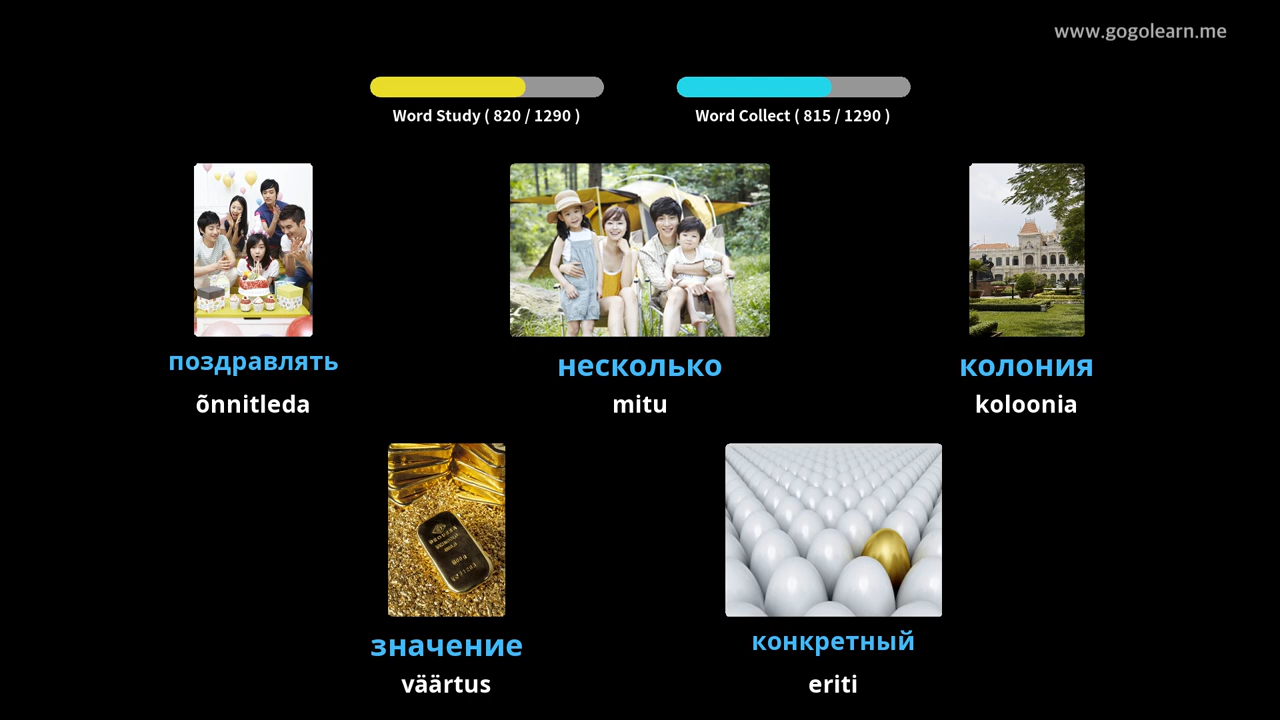 www.gogolearn.me
Word Study ( 820 / 1290 )
Word Collect ( 815 / 1290 )
поздравлять
õnnitleda
несколько
mitu
колония
koloonia
значение
väärtus
конкретный
eriti